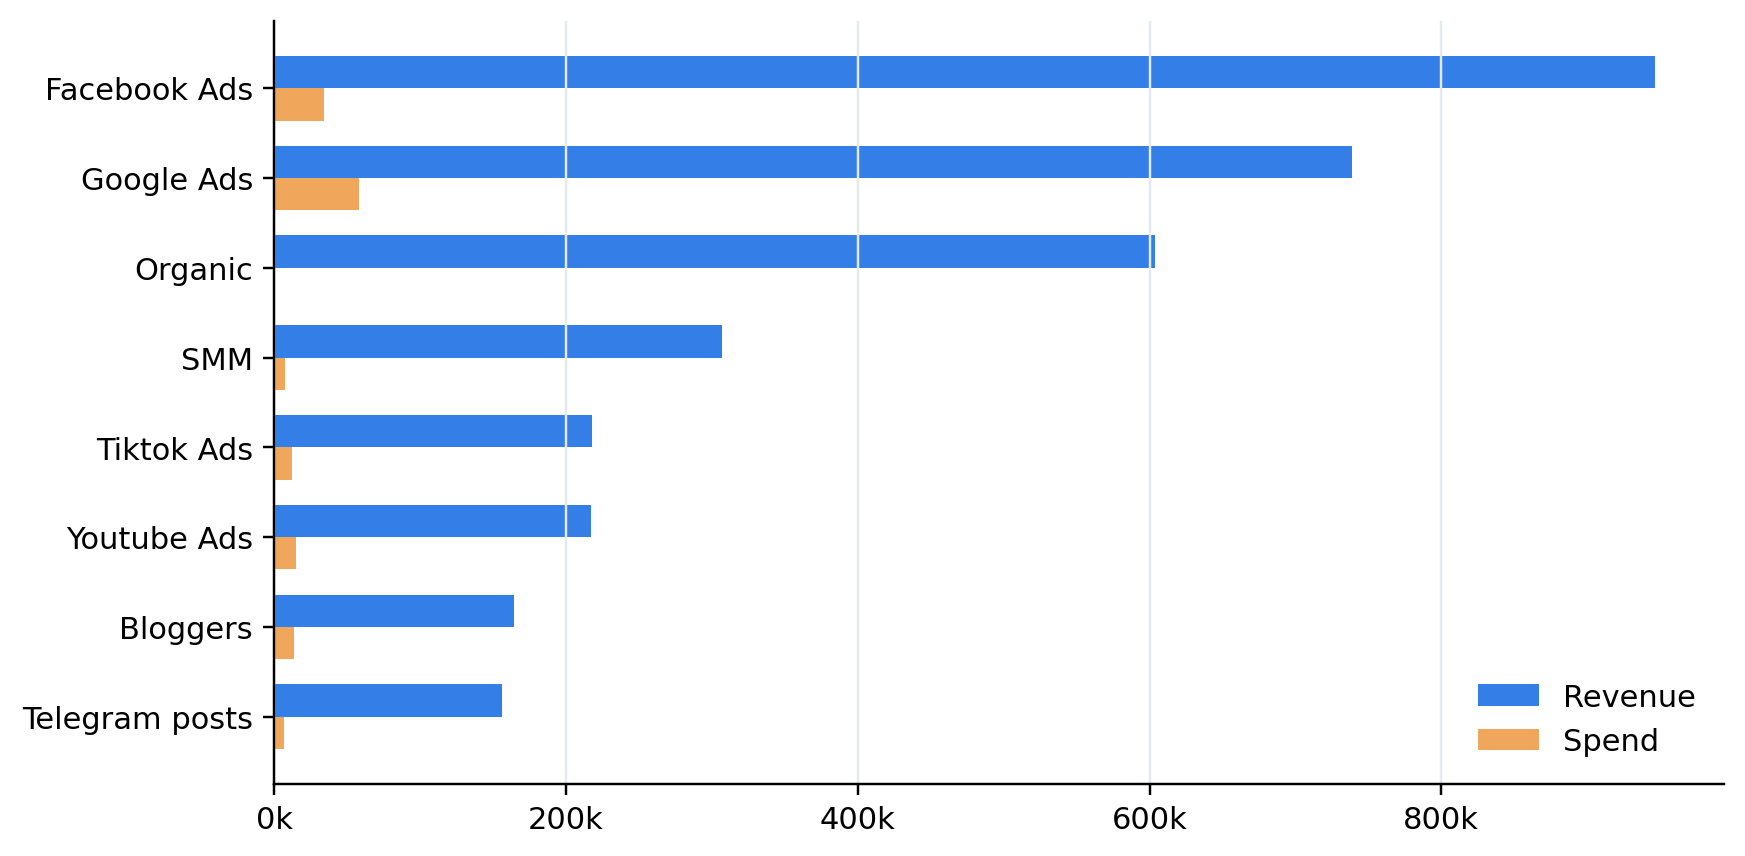 Facebook Ads
Google Ads
Organic
SMM
Tiktok Ads
Youtube Ads
Bloggers
Telegram posts
Revenue
Spend
0k 200k 400k 600k 800k